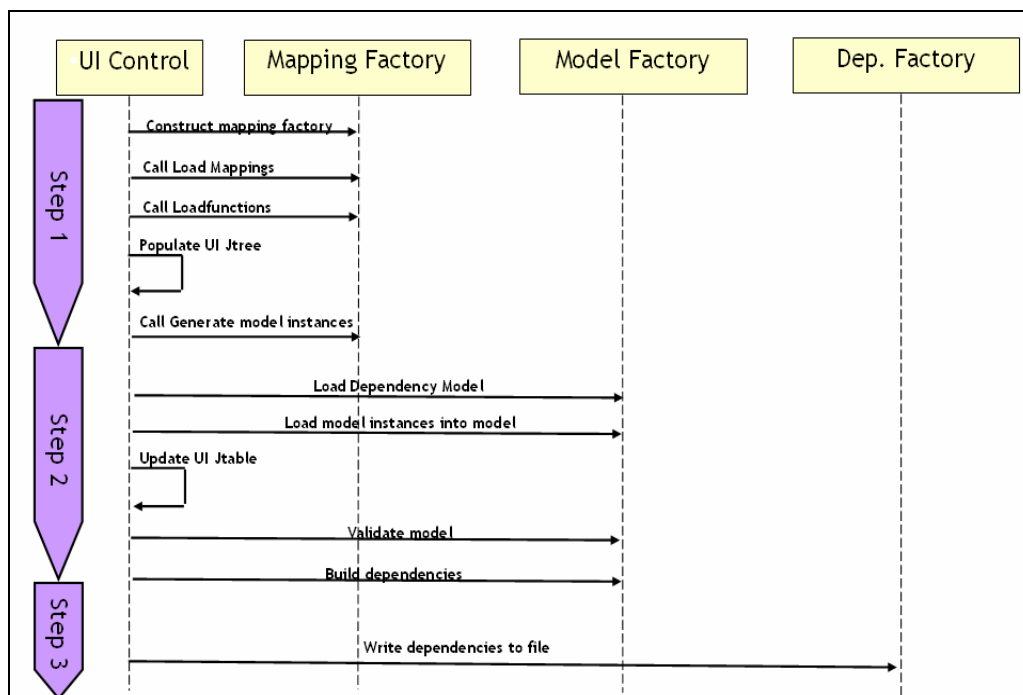 UI Control
Mapping Factory
Model Factory
Dep. Factory
Step 1
Construct mapping factory
Call Load Mappings
Call Loadfunctions
Populate UI Jtree
Call Generate model instances
Step 2
Load Dependency Model
Load model instances into model
Update UI Jtable
Validate model
Build dependencies
Step 3
Write dependencies to file